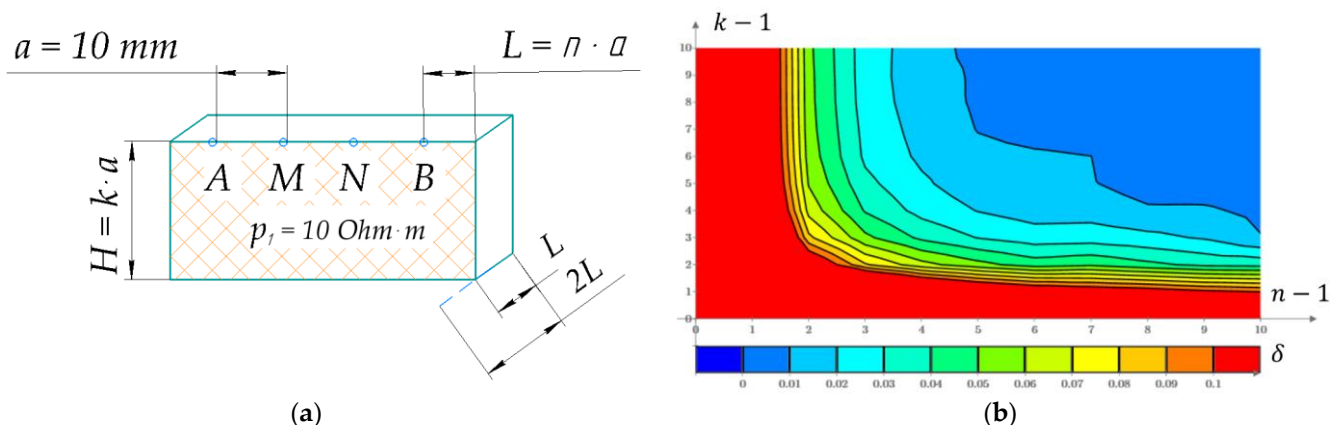 a = 10 mm
L = n · a
H = k·a
A M N B
p₁ = 10 Ohm·m
L
2L
(a)
k − 1
10
9
8
7
6
5
4
3
2
1
0
n − 1
0 1 2 3 4 5 6 7 8 9 10
δ
0 0.01 0.02 0.03 0.04 0.05 0.06 0.07 0.08 0.09 0.1
(b)